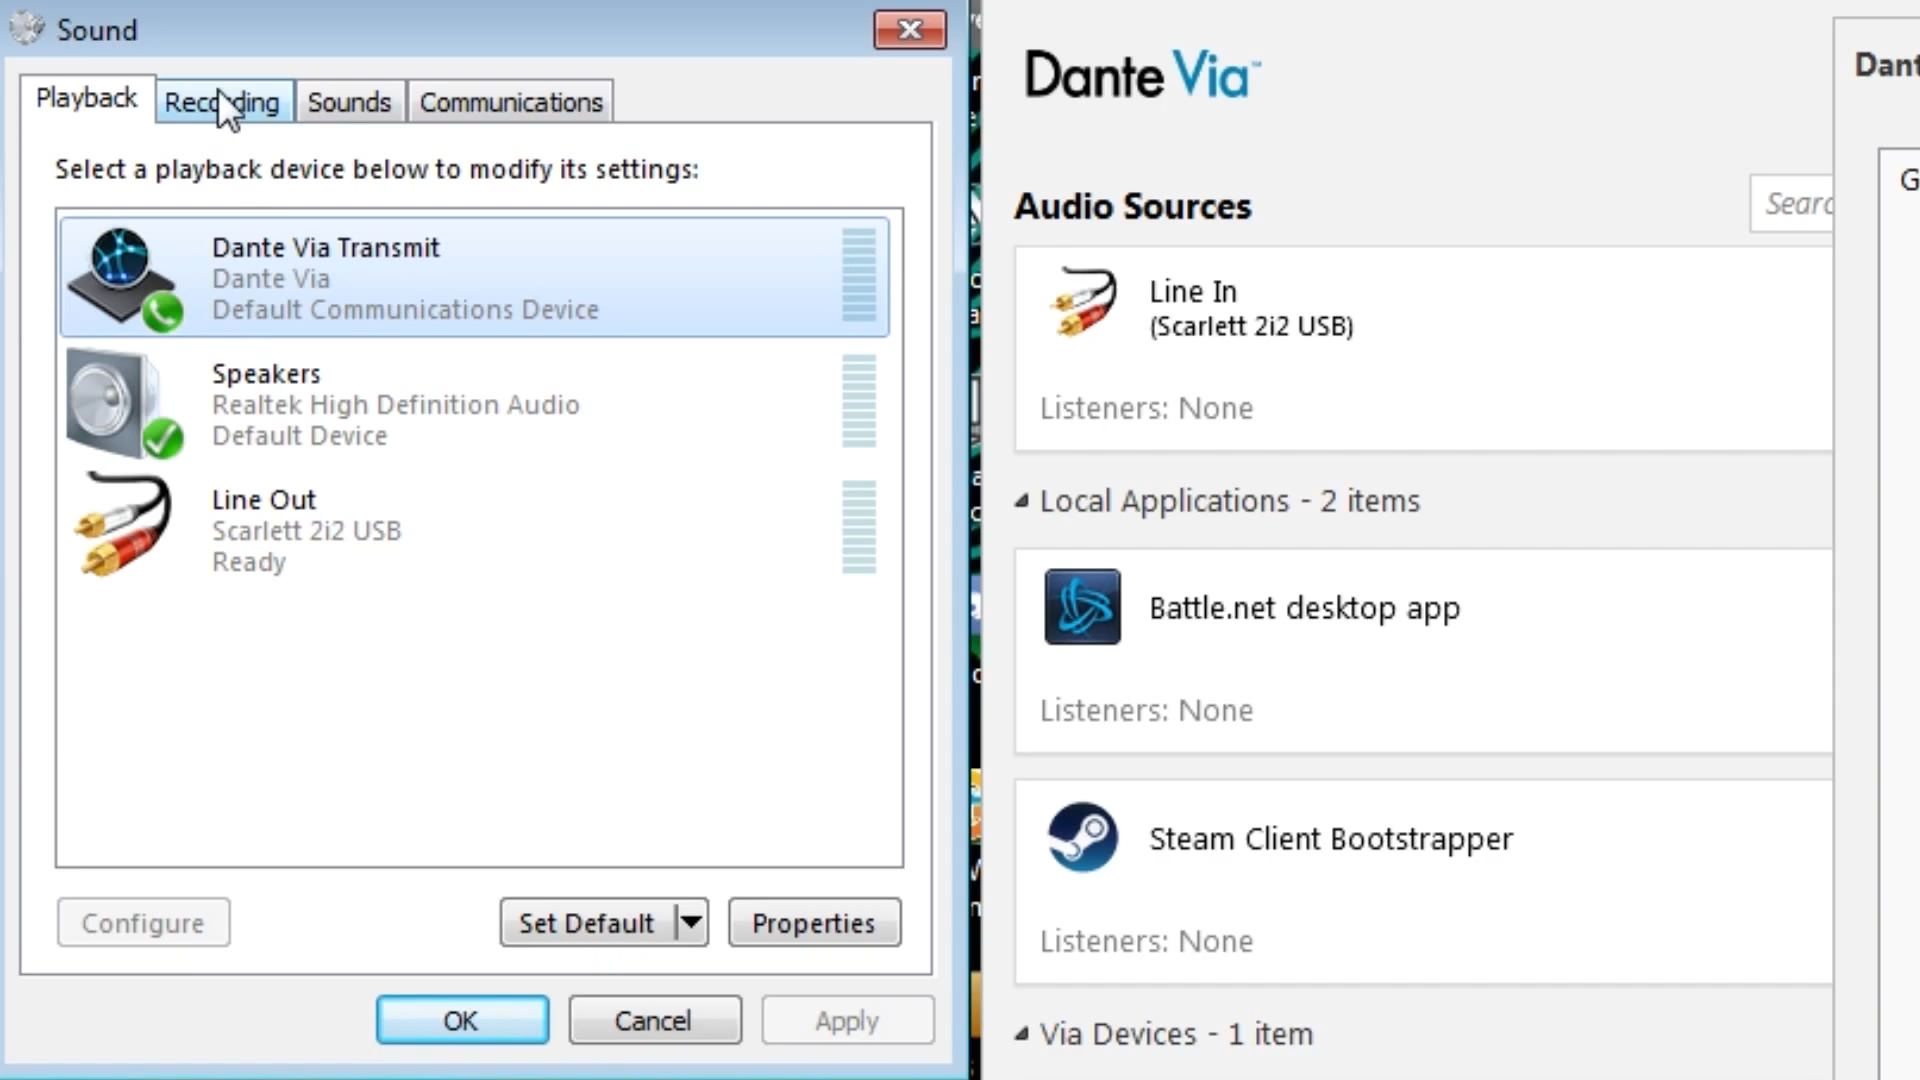 Sound
Playback
Recording
Sounds
Communications
Select a playback device below to modify its settings:
Dante Via Transmit
Dante Via
Default Communications Device
Speakers
Realtek High Definition Audio
Default Device
Line Out
Scarlett 2i2 USB
Ready
Configure
Set Default
Properties
OK
Cancel
Apply
Dante Via™
Audio Sources
Searc
Line In
(Scarlett 2i2 USB)
Listeners: None
Local Applications - 2 items
Battle.net desktop app
Listeners: None
Steam Client Bootstrapper
Listeners: None
Via Devices - 1 item
Dant
G